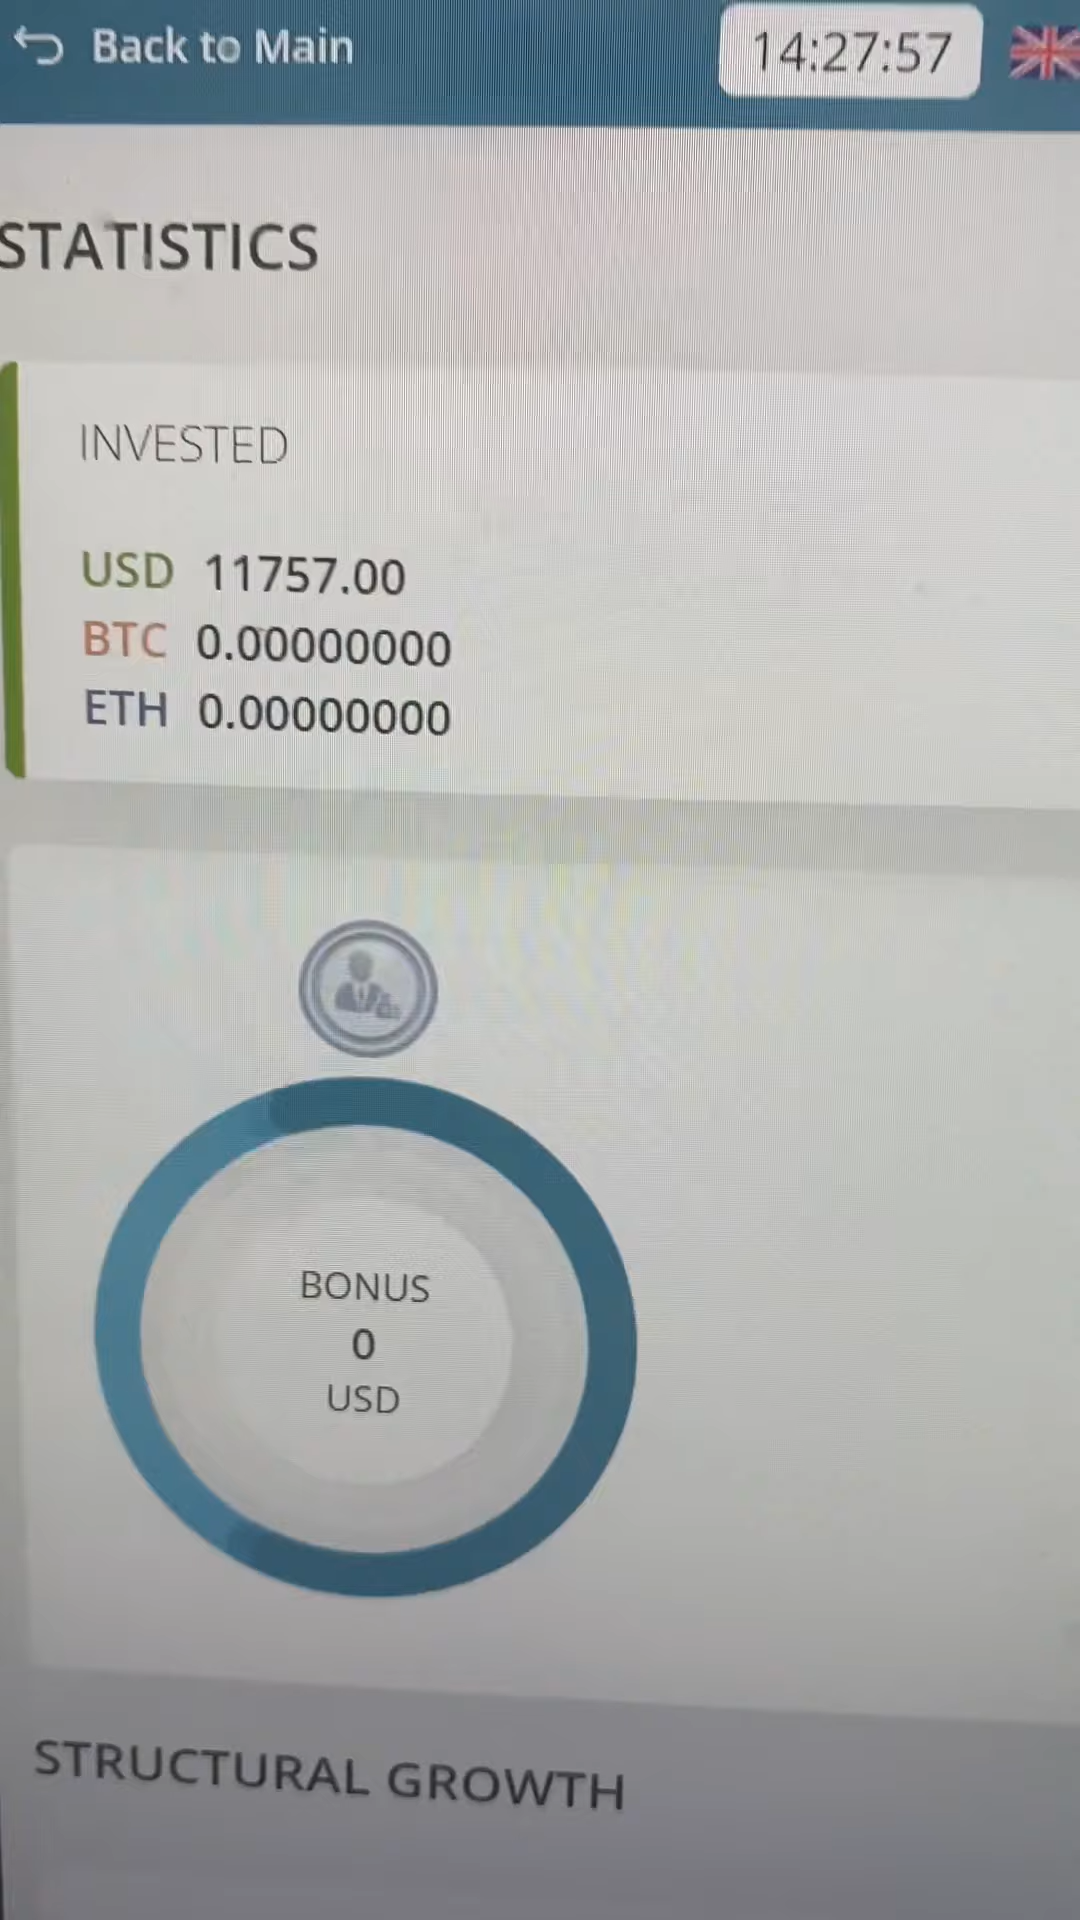 Back to Main
14:27:57
STATISTICS
INVESTED
USD 11757.00
BTC 0.00000000
ETH 0.00000000
BONUS
0
USD
STRUCTURAL GROWTH